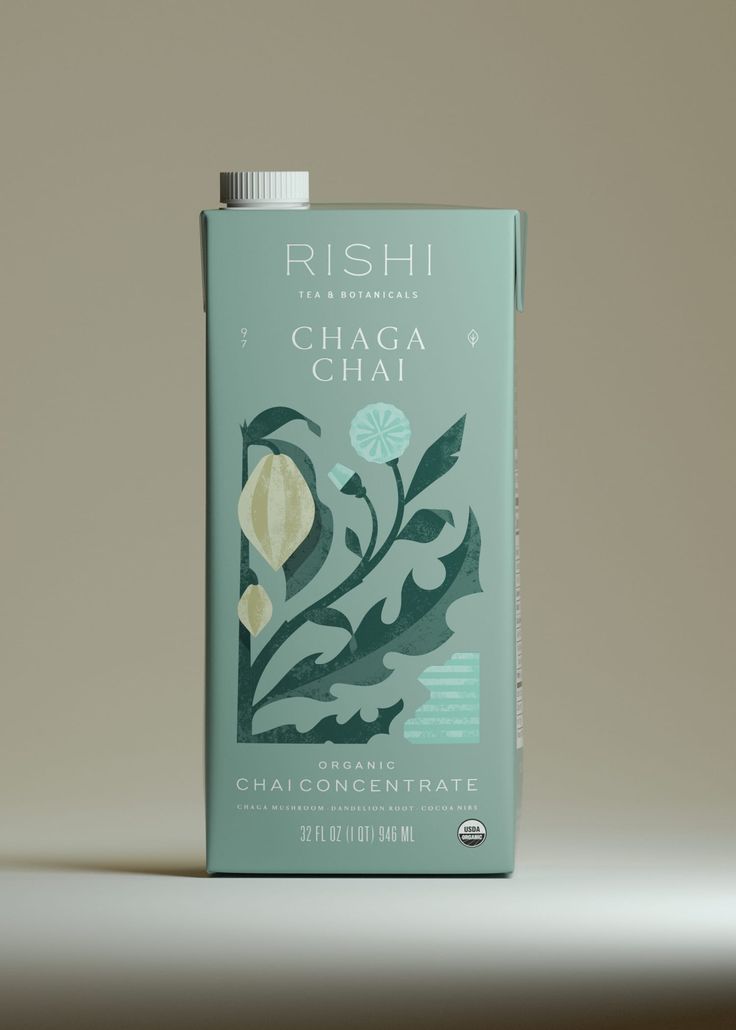 RISHI
TEA & BOTANICALS
97
CHAGA
CHAI
ORGANIC
CHAI CONCENTRATE
CHAGA MUSHROOM · DANDELION ROOT · COCOA NIBS
32 FL OZ (1 QT) 946 ML
USDA
ORGANIC